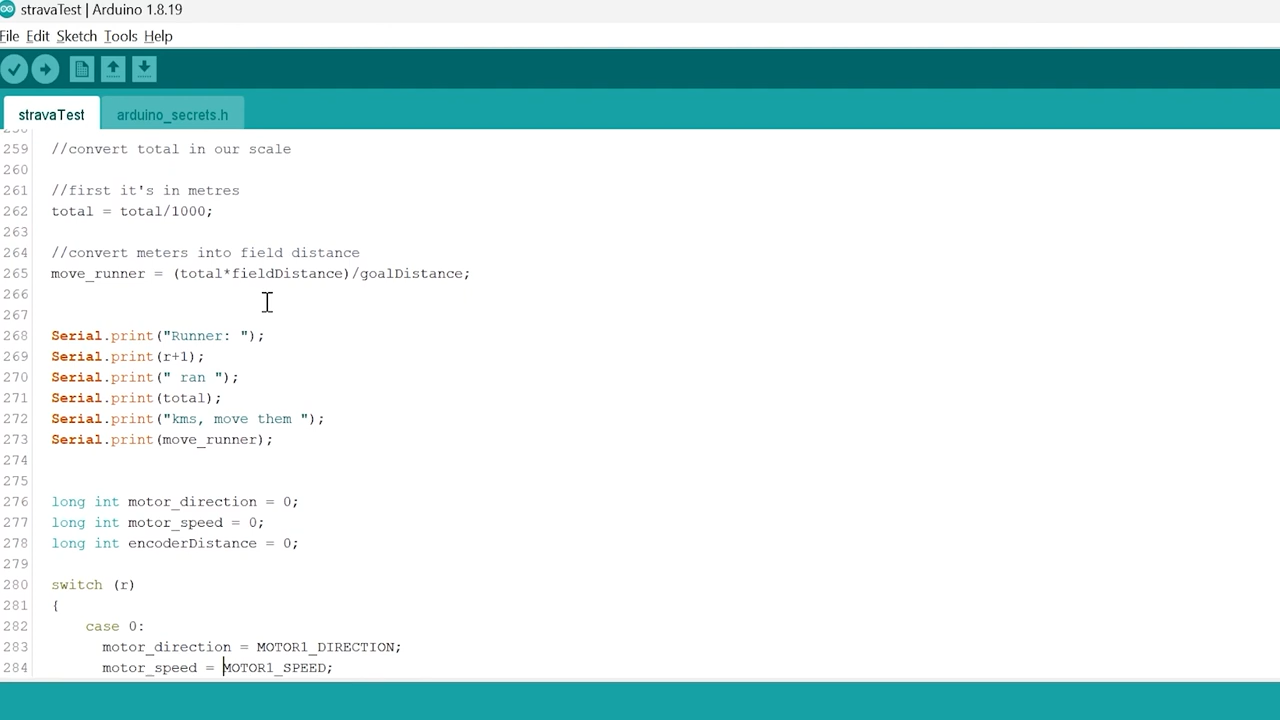 stravaTest | Arduino 1.8.19
File Edit Sketch Tools Help
stravaTest arduino_secrets.h
259 //convert total in our scale
260
261 //first it's in metres
262 total = total/1000;
263
264 //convert meters into field distance
265 move_runner = (total*fieldDistance)/goalDistance;
266
267
268 Serial.print("Runner: ");
269 Serial.print(r+1);
270 Serial.print(" ran ");
271 Serial.print(total);
272 Serial.print("kms, move them ");
273 Serial.print(move_runner);
274
275
276 long int motor_direction = 0;
277 long int motor_speed = 0;
278 long int encoderDistance = 0;
279
280 switch (r)
281 {
282 case 0:
283 motor_direction = MOTOR1_DIRECTION;
284 motor_speed = MOTOR1_SPEED;